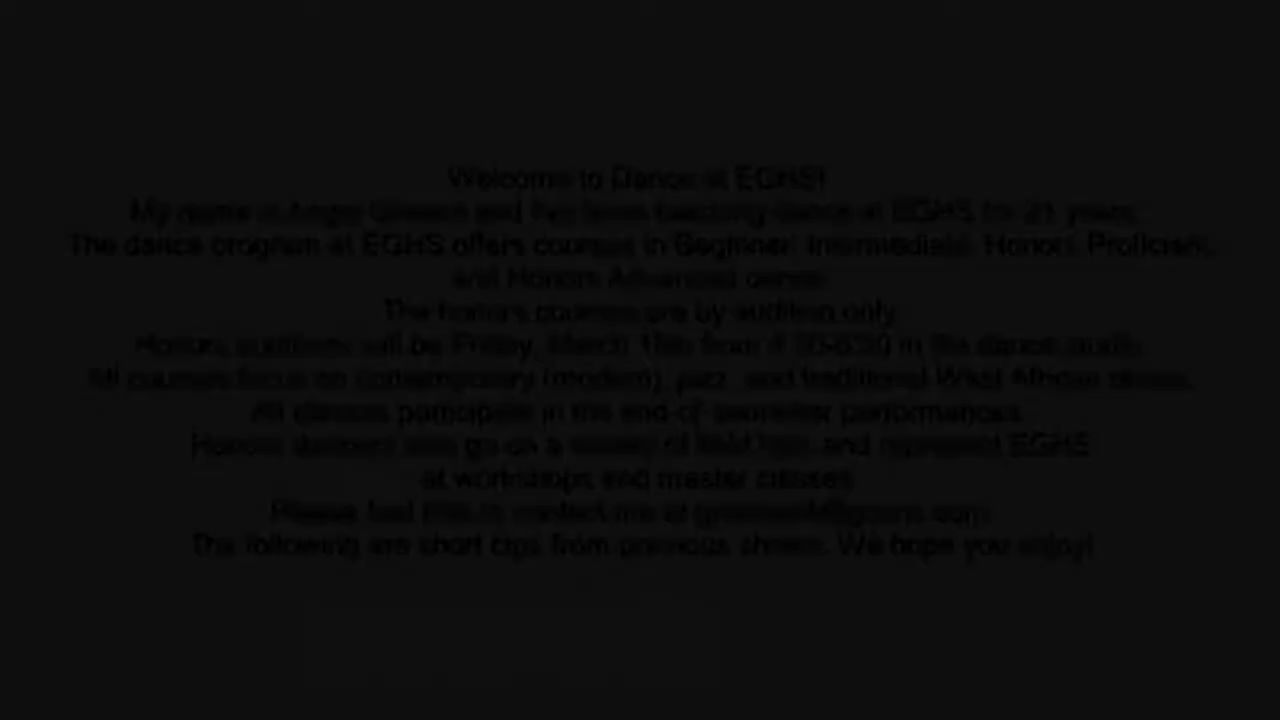 Welcome to Dance at EGHS!
My name is Angie and I've been teaching dance at EGHS for 21 years.
The dance program at EGHS offers courses in Beginner, Intermediate, Honors Proficient,
and Honors Advanced dance.
The honors courses are by audition only.
Honors auditions will be Friday, March from in the dance studio.
All courses focus on contemporary (modern), jazz, and traditional West African dance.
All dancers participate in the end-of-semester performances.
Honors dancers also go on a variety of field trips and represent EGHS
at workshops and master classes.
Please feel free to contact me at
The following are short clips from previous shows. We hope you enjoy!